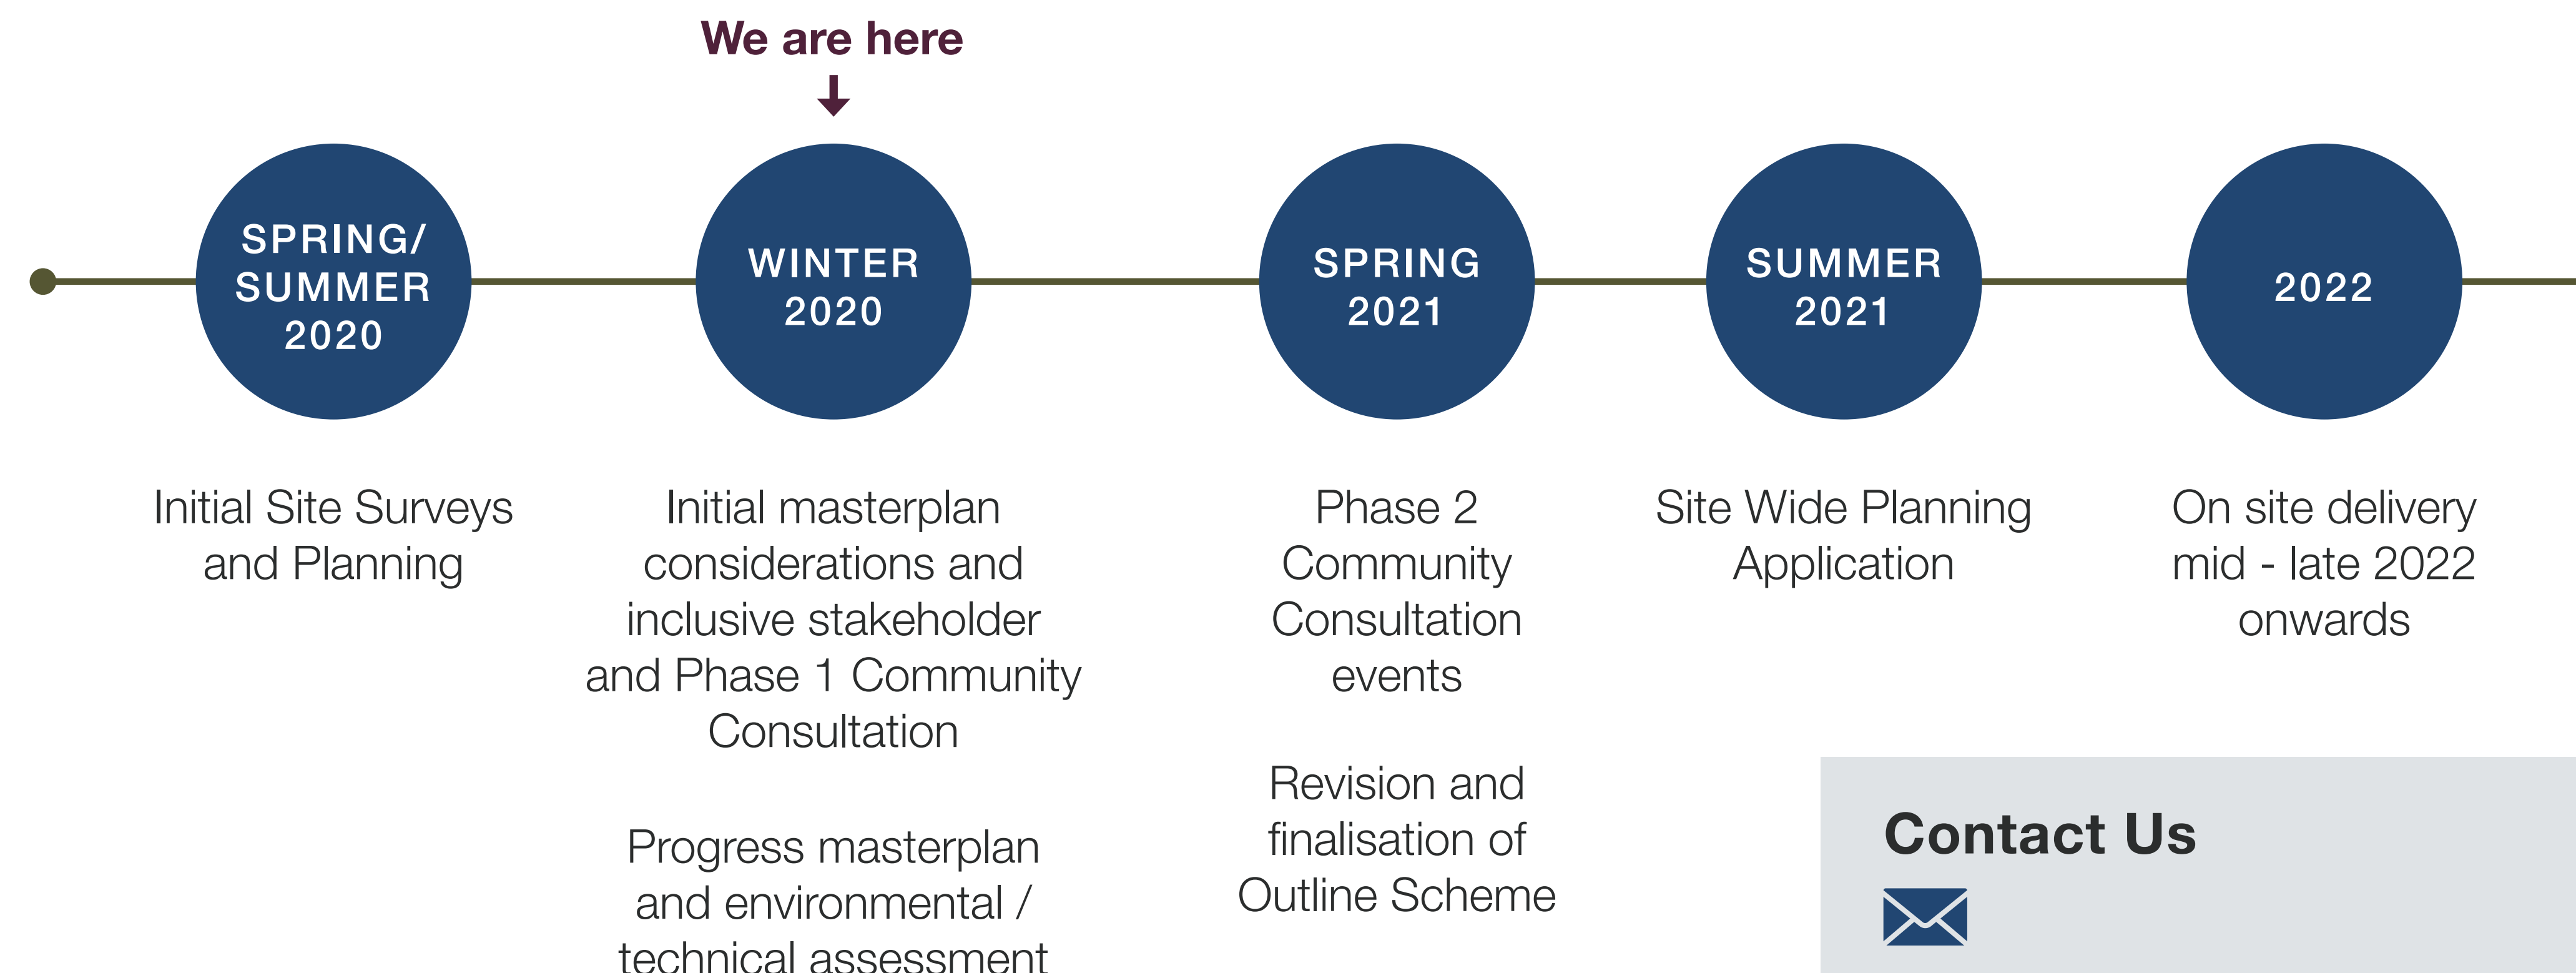 We are here
SPRING/
SUMMER
2020
WINTER
2020
SPRING
2021
SUMMER
2021
2022
Initial Site Surveys
and Planning
Initial masterplan
considerations and
inclusive stakeholder
and Phase 1 Community
Consultation
Progress masterplan
and environmental /
technical assessment
Phase 2
Community
Consultation
events
Revision and
finalisation of
Outline Scheme
Site Wide Planning
Application
On site delivery
mid - late 2022
onwards
Contact Us